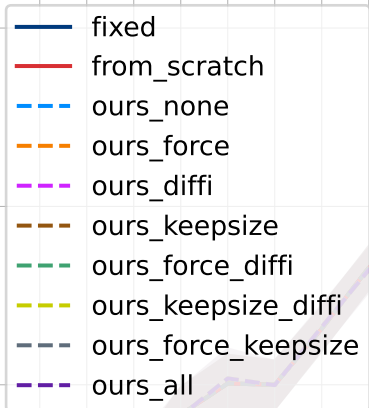 fixed
from_scratch
ours_none
ours_force
ours_diffi
ours_keepsize
ours_force_diffi
ours_keepsize_diffi
ours_force_keepsize
ours_all